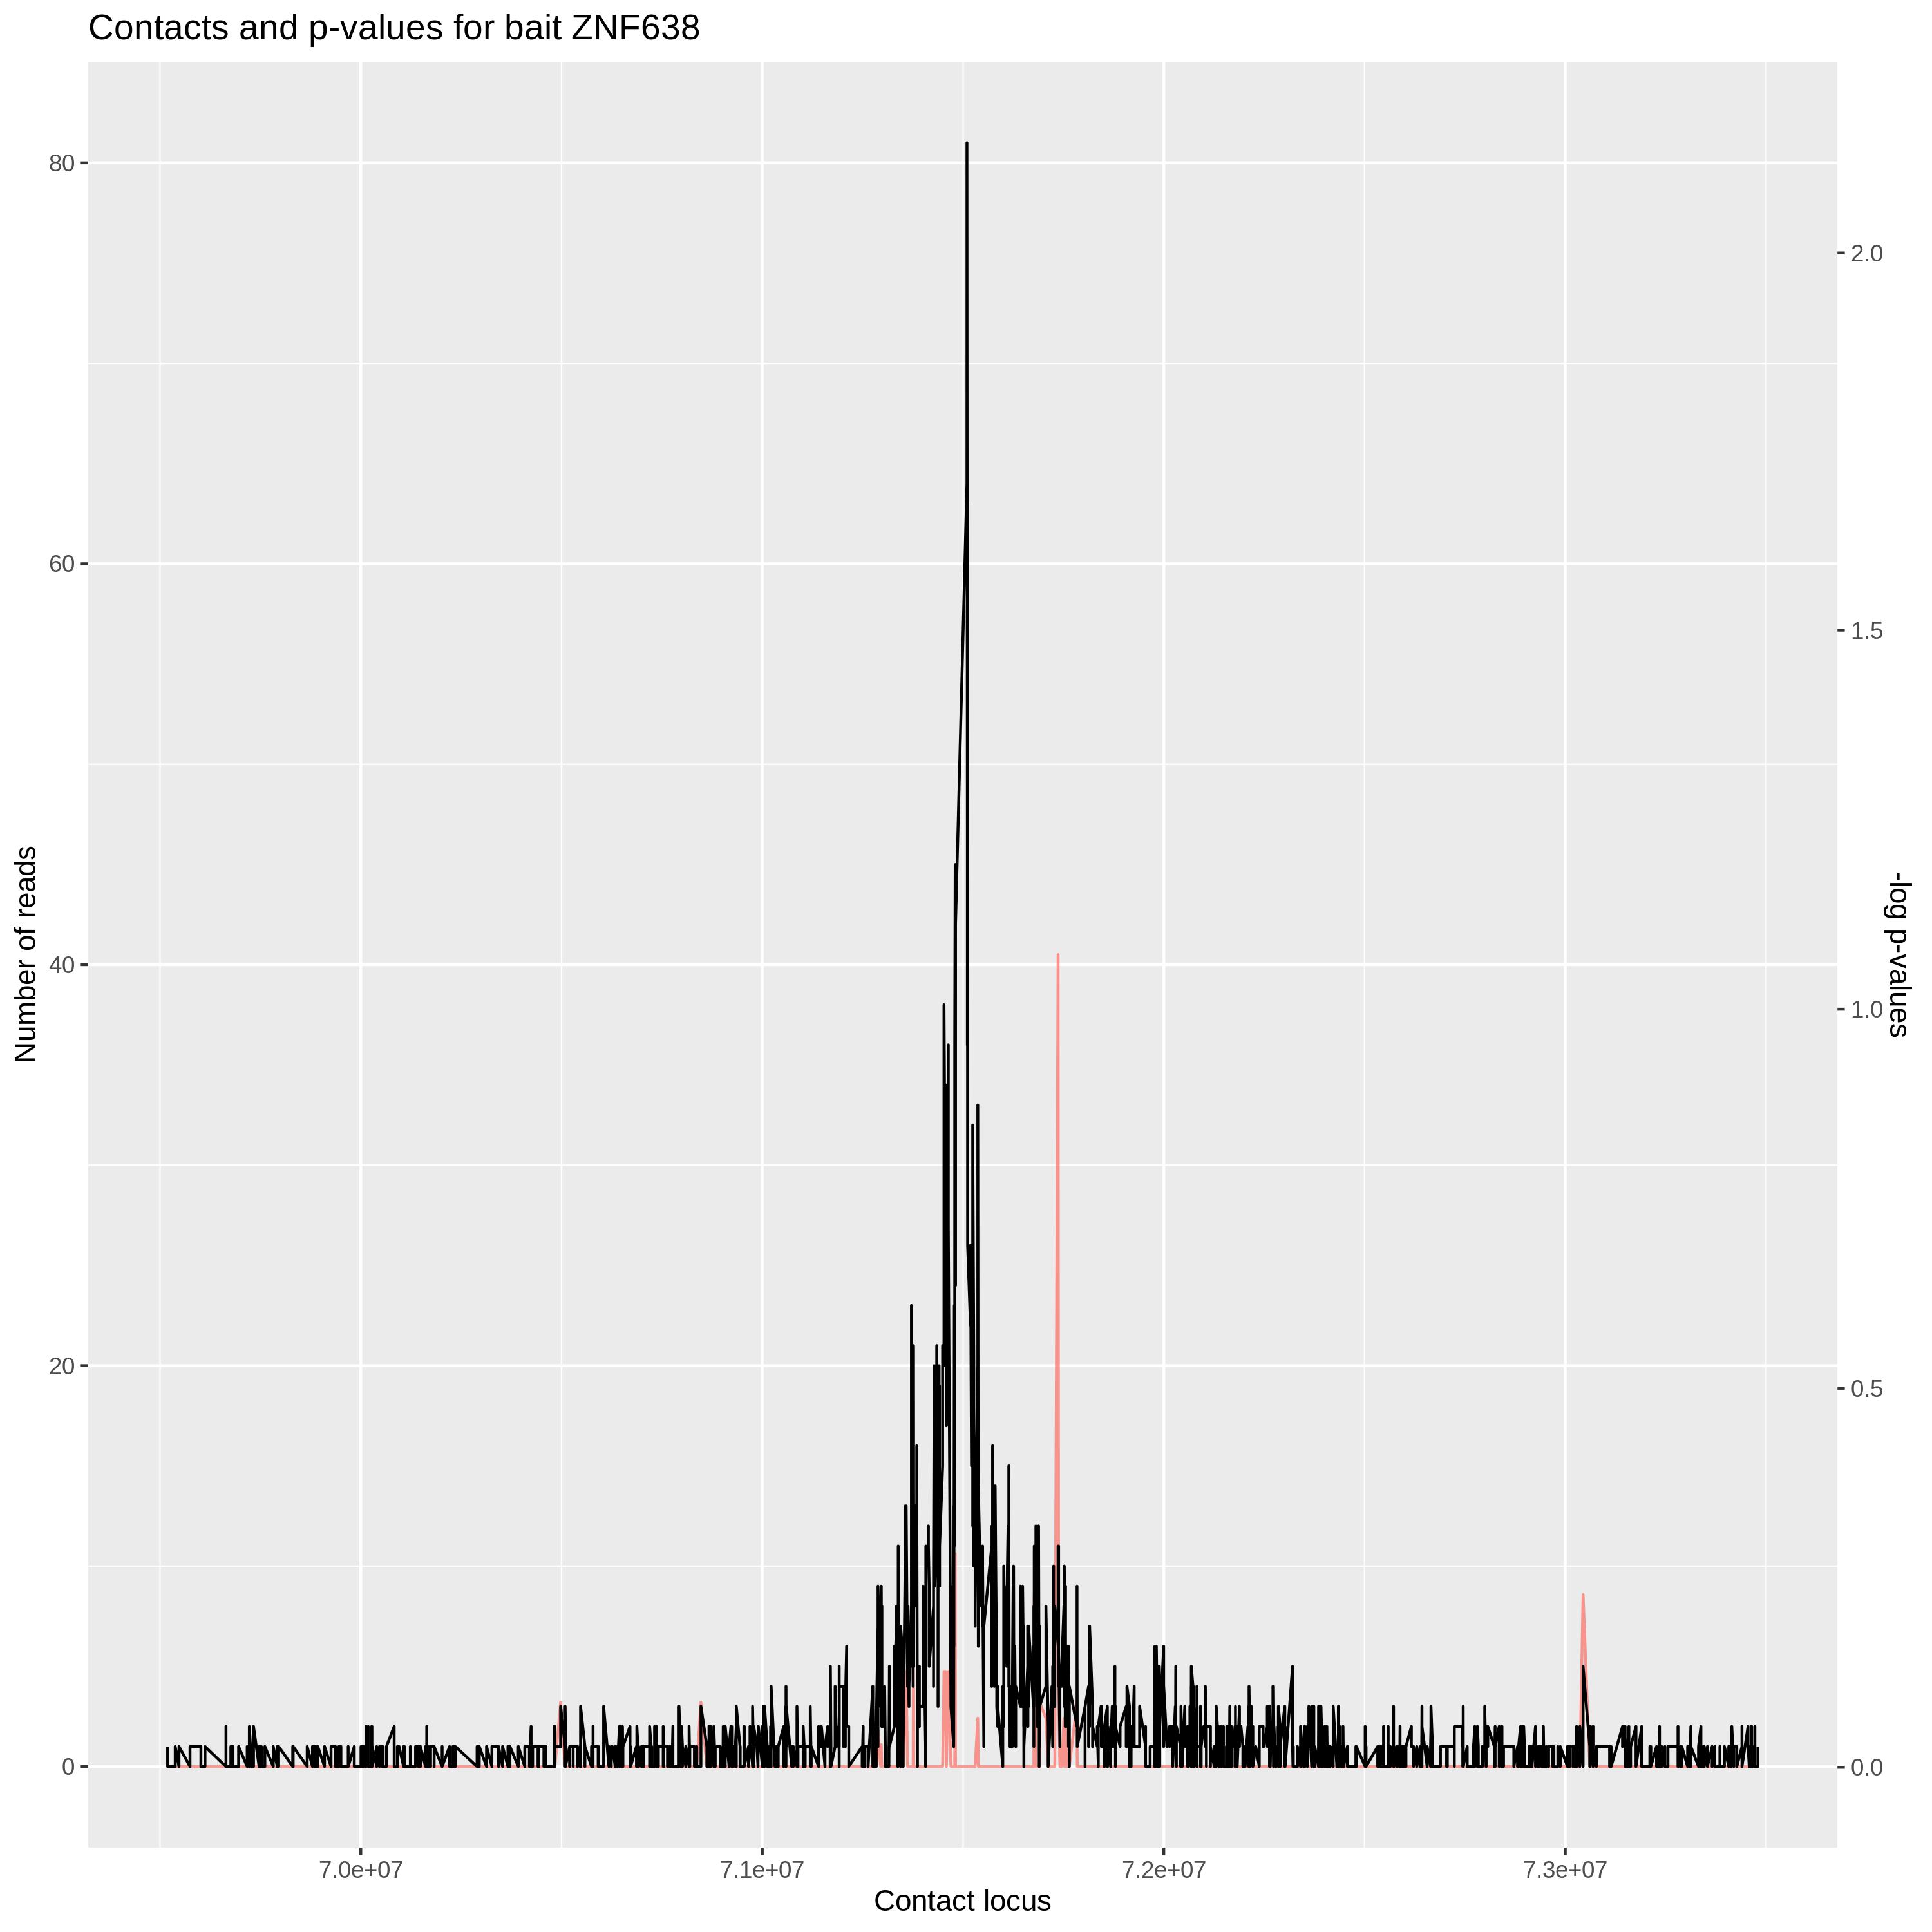 Contacts and p-values for bait ZNF638
80
60
40
20
0
Number of reads
2.0
1.5
1.0
0.5
0.0
-log p-values
7.0e+07
7.1e+07
7.2e+07
7.3e+07
Contact locus